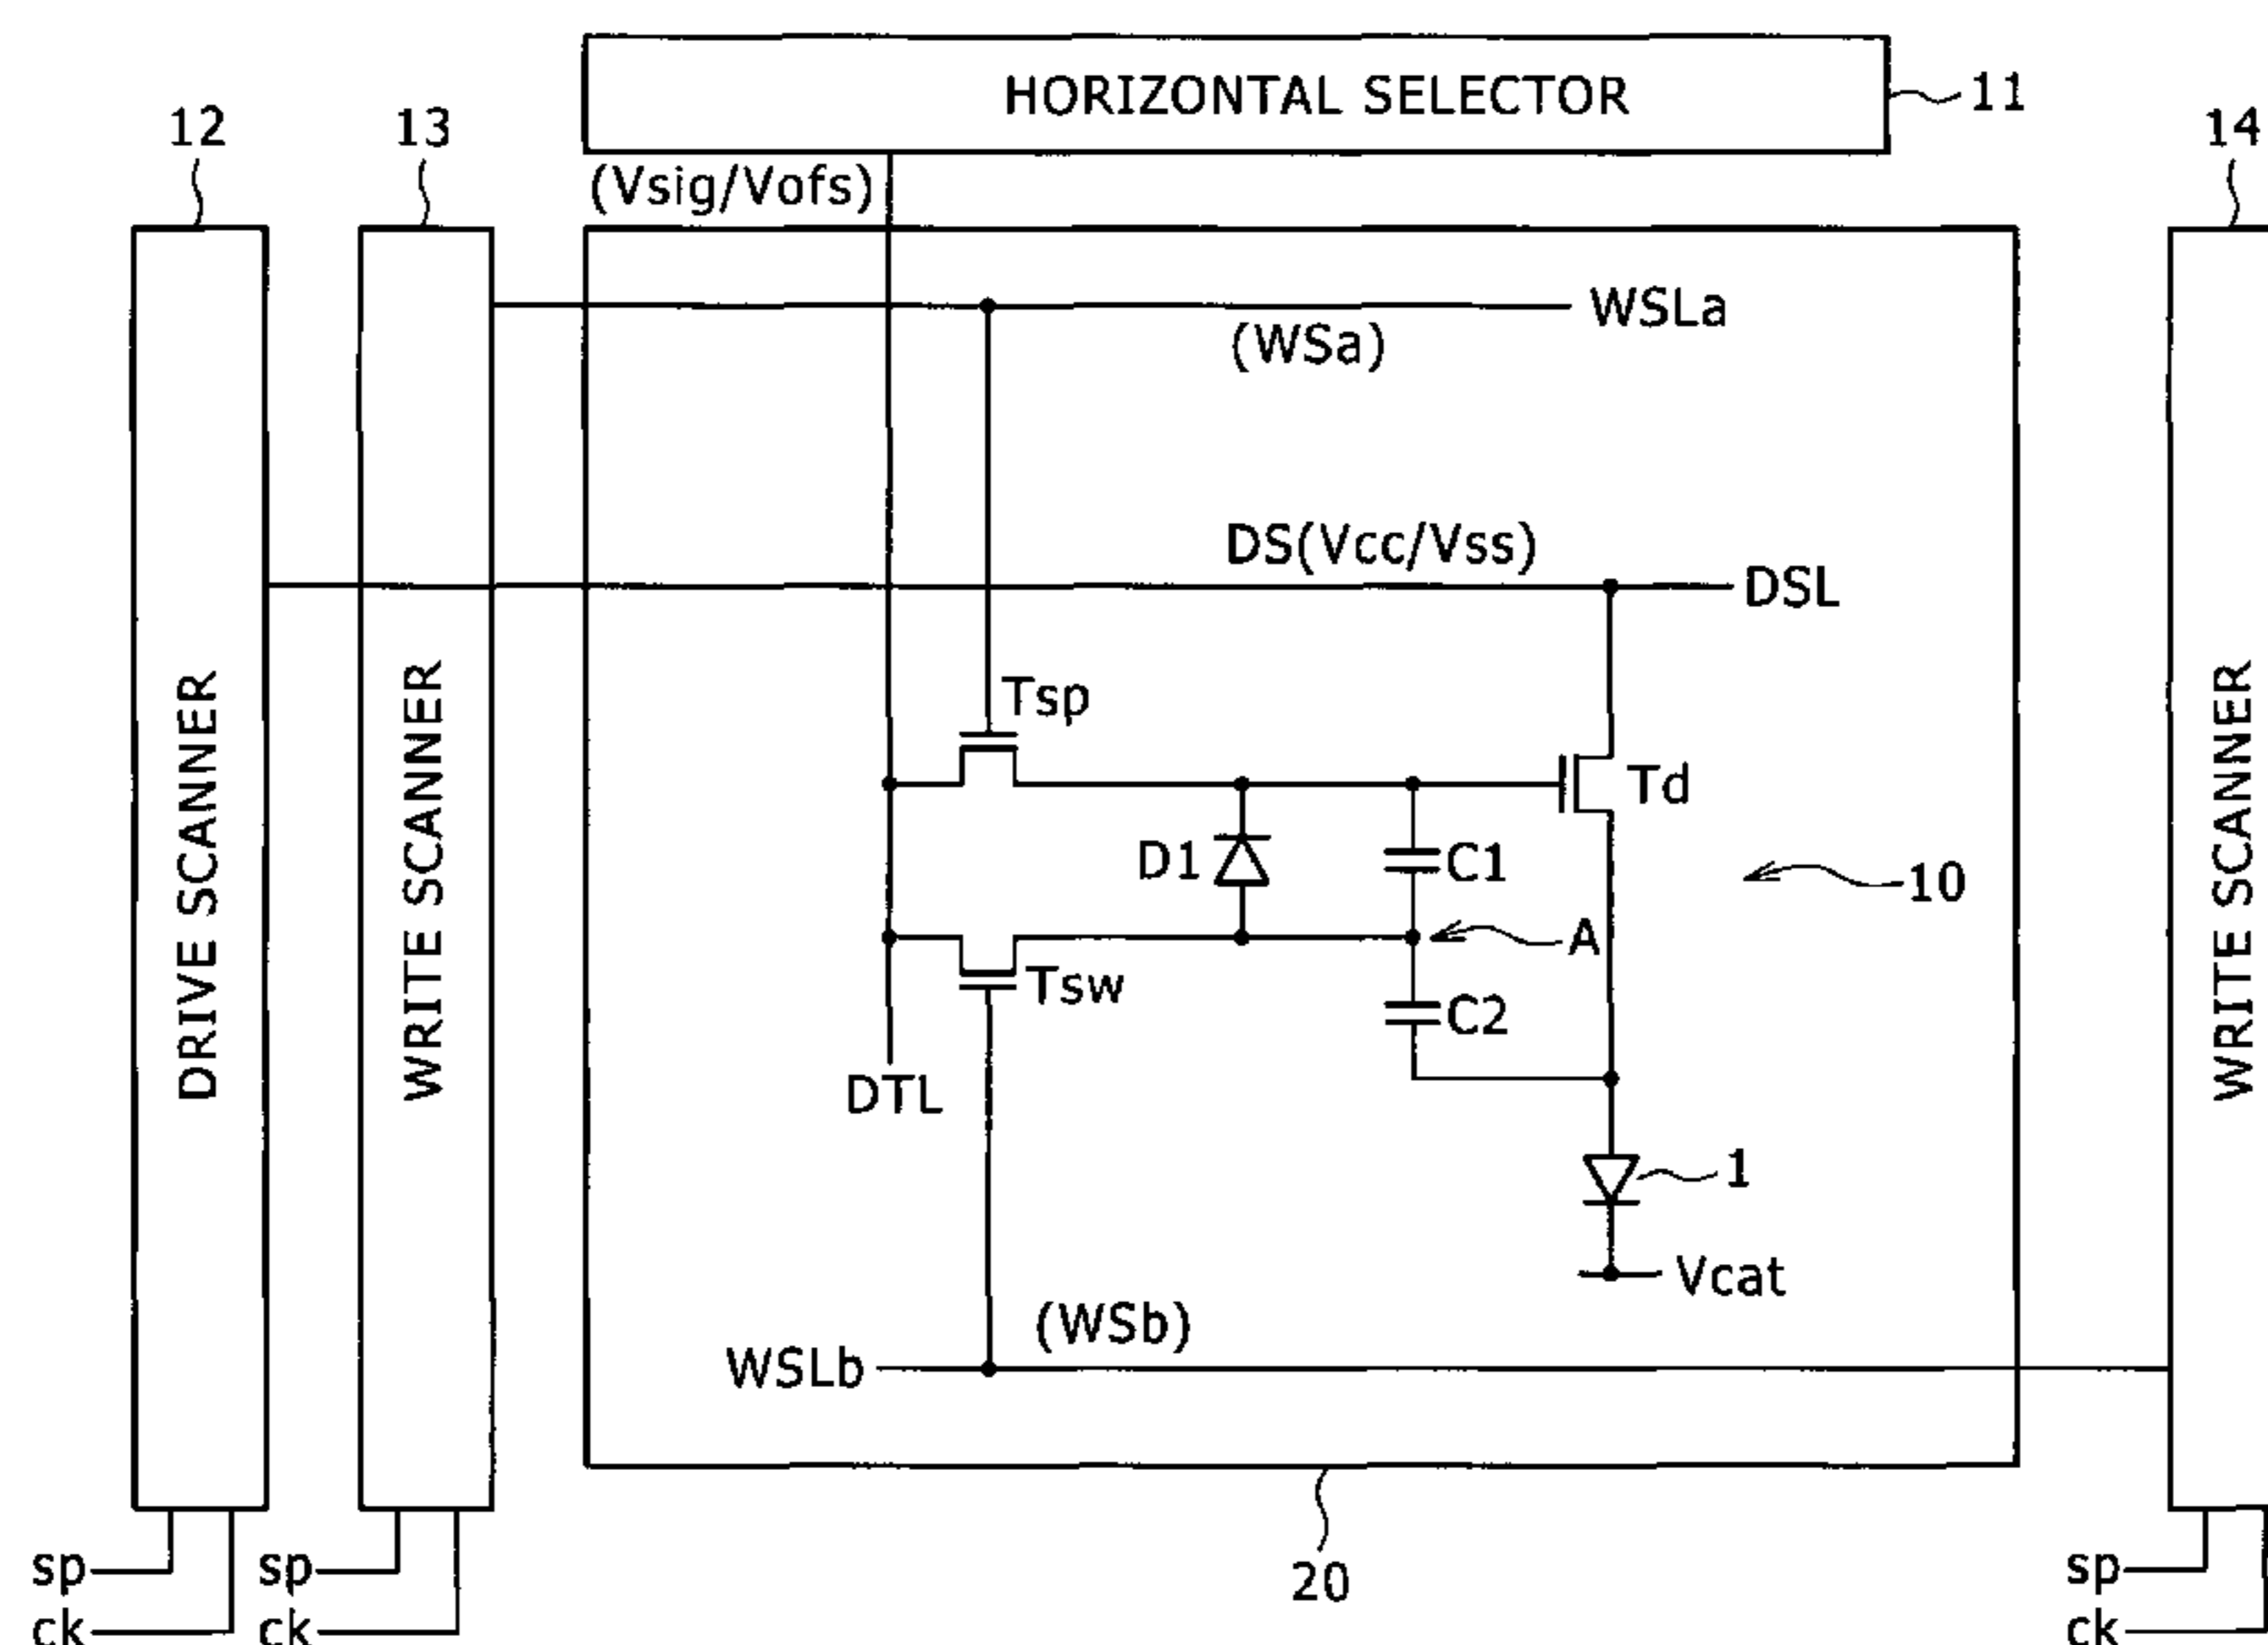 HORIZONTAL SELECTOR
11
12
13
14
(Vsig/Vofs)
WSLa
(WSa)
DS(Vcc/Vss)
DSL
DRIVE SCANNER
WRITE SCANNER
WRITE SCANNER
Tsp
Td
D1
C1
10
A
Tsw
C2
DTL
1
Vcat
(WSb)
WSLb
20
sp
ck
sp
ck
sp
ck